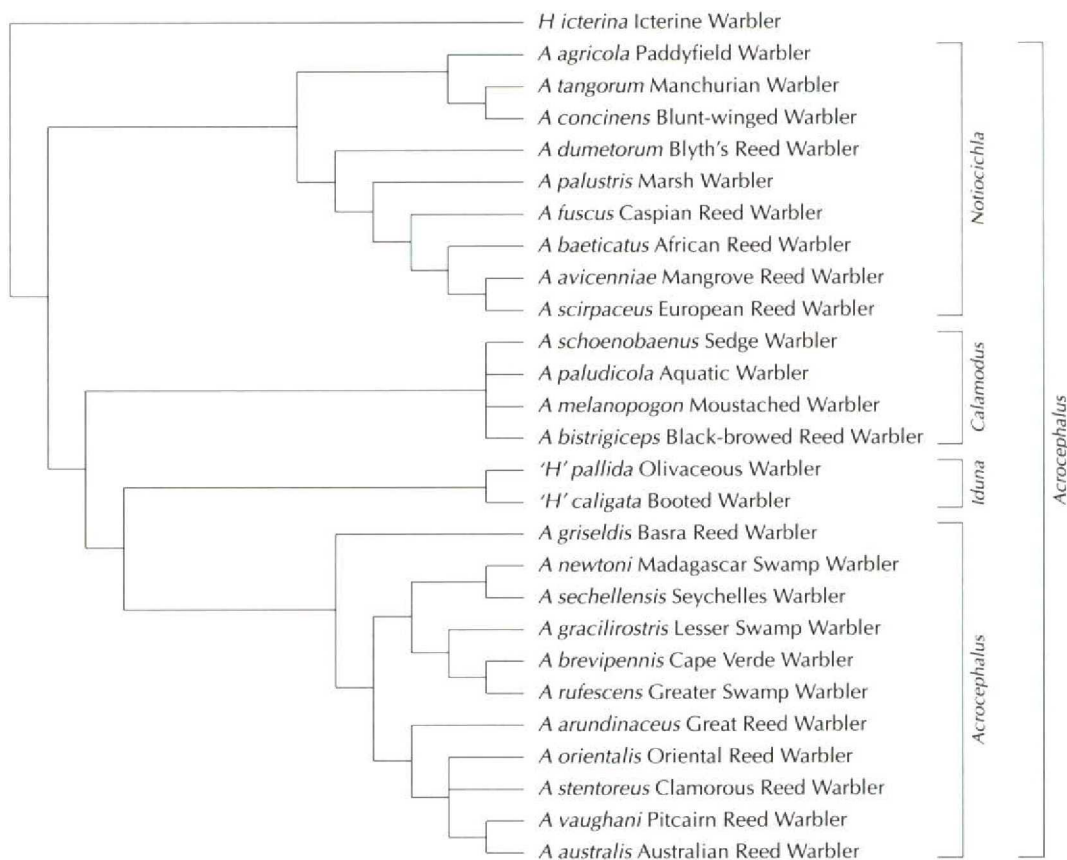 H icterina Icterine Warbler
A agricola Paddyfield Warbler
A tangorum Manchurian Warbler
A concinens Blunt-winged Warbler
A dumetorum Blyth's Reed Warbler
A palustris Marsh Warbler
A fuscus Caspian Reed Warbler
A baeticatus African Reed Warbler
A avicenniae Mangrove Reed Warbler
A scirpaceus European Reed Warbler
Notiocichla
A schoenobaenus Sedge Warbler
A paludicola Aquatic Warbler
A melanopogon Moustached Warbler
A bistrigiceps Black-browed Reed Warbler
Calamodus
'H' pallida Olivaceous Warbler
'H' caligata Booted Warbler
Iduna
A griseldis Basra Reed Warbler
A newtoni Madagascar Swamp Warbler
A sechellensis Seychelles Warbler
A gracilirostris Lesser Swamp Warbler
A brevipennis Cape Verde Warbler
A rufescens Greater Swamp Warbler
A arundinaceus Great Reed Warbler
A orientalis Oriental Reed Warbler
A stentoreus Clamorous Reed Warbler
A vaughani Pitcairn Reed Warbler
A australis Australian Reed Warbler
Acrocephalus
Acrocephalus